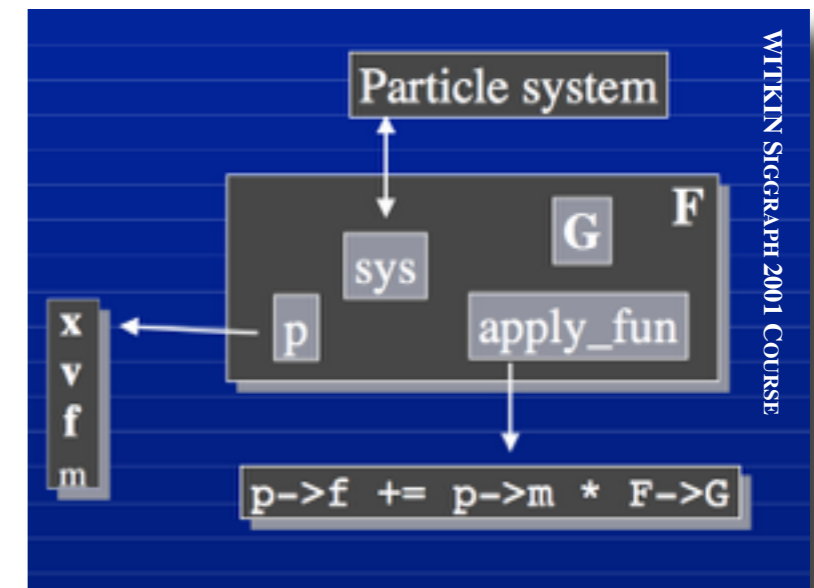 Particle system
F
G
sys
p
apply_fun
x
v
f
m
p->f += p->m * F->G
WITKIN SIGGRAPH 2001 COURSE